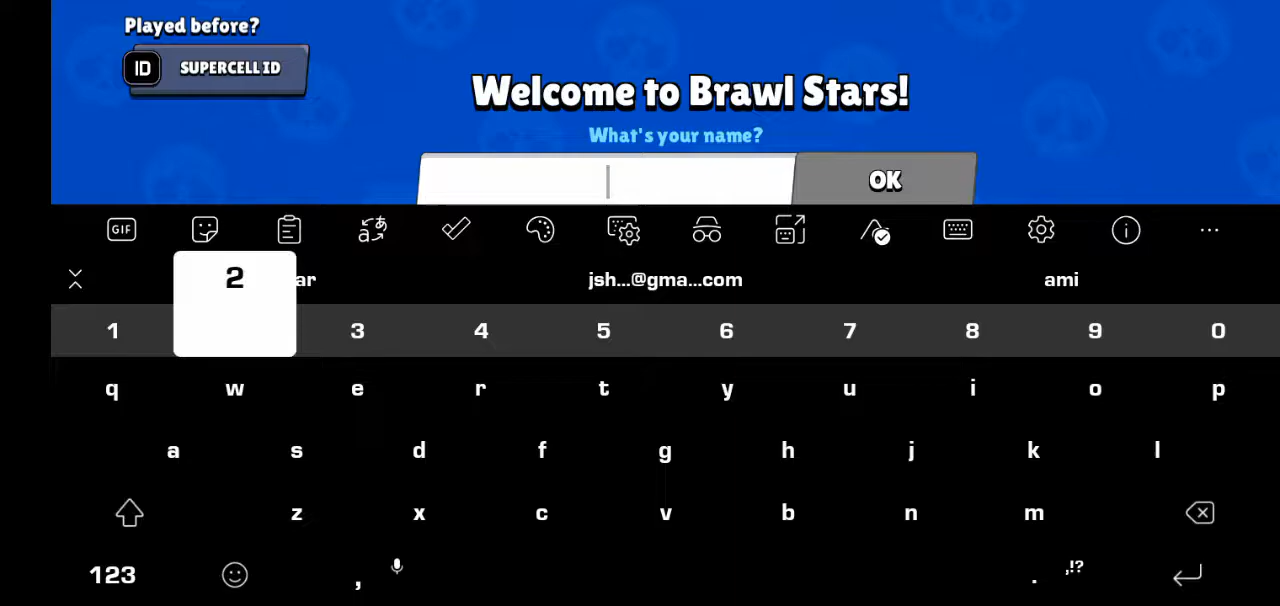 Played before?
ID SUPERCELL ID
Welcome to Brawl Stars!
What's your name?
OK
GIF
ar jsh...@gma...com ami
1 2 3 4 5 6 7 8 9 0
q w e r t y u i o p
a s d f g h j k l
z x c v b n m
123 , . ,!?